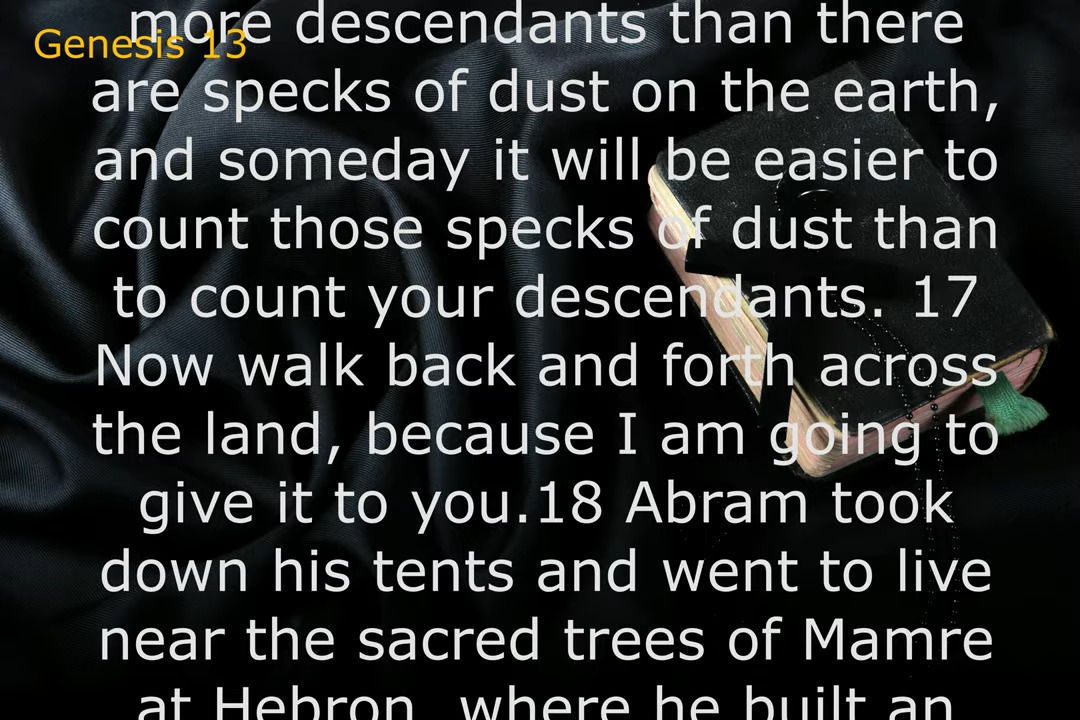 Genesis 13
more descendants than there
are specks of dust on the earth,
and someday it will be easier to
count those specks of dust than
to count your descendants. 17
Now walk back and forth across
the land, because I am going to
give it to you.18 Abram took
down his tents and went to live
near the sacred trees of Mamre
at Hebron, where he built an